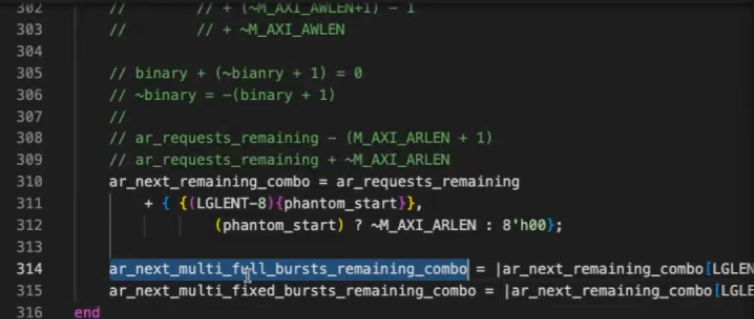 302 // // + (~M_AXI_AWLEN+1) - 1
303 // // + ~M_AXI_AWLEN
304
305 // binary + (~bianry + 1) = 0
306 // ~binary = -(binary + 1)
307 //
308 // ar_requests_remaining - (M_AXI_ARLEN + 1)
309 // ar_requests_remaining + ~M_AXI_ARLEN
310 ar_next_remaining_combo = ar_requests_remaining
311 + { {(LGLENT-8){phantom_start}},
312 (phantom_start) ? ~M_AXI_ARLEN : 8'h00};
313
314 ar_next_multi_full_bursts_remaining_combo = |ar_next_remaining_combo[LGLEN
315 ar_next_multi_fixed_bursts_remaining_combo = |ar_next_remaining_combo[LGLE
316 end